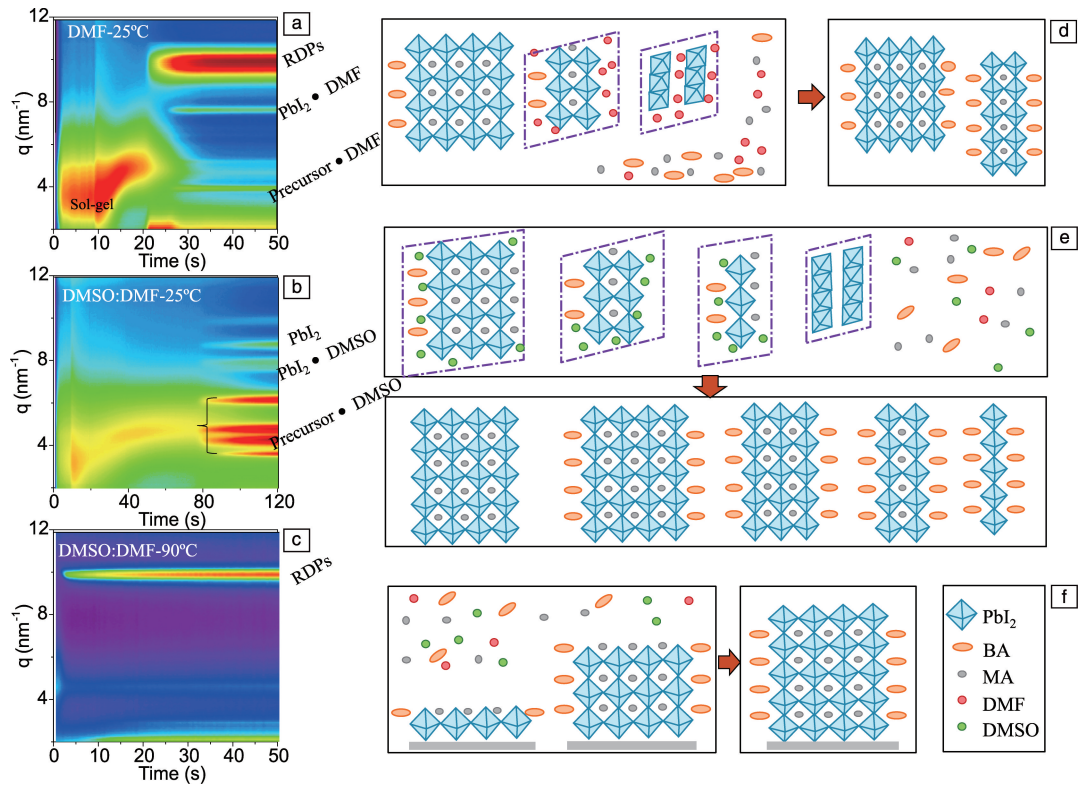 12
8
4
q (nm⁻¹)
DMF-25ºC
Sol-gel
0 10 20 30 40 50
Time (s)
a
RDPs
PbI₂ • DMF
Precursor • DMF
12
8
4
q (nm⁻¹)
DMSO:DMF-25ºC
0 40 80 120
Time (s)
b
PbI₂
PbI₂ • DMSO
Precursor • DMSO
12
8
4
q (nm⁻¹)
DMSO:DMF-90ºC
0 10 20 30 40 50
Time (s)
c
RDPs
d
e
f
PbI₂
BA
MA
DMF
DMSO